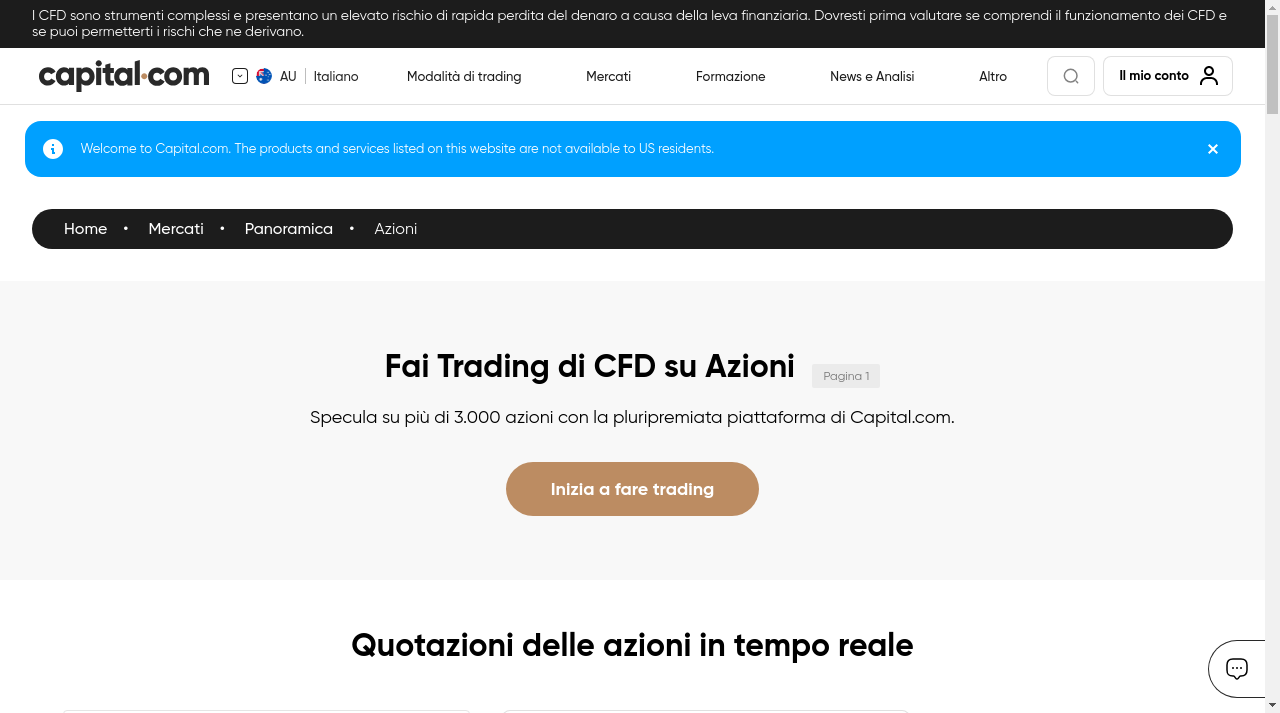 I CFD sono strumenti complessi e presentano un elevato rischio di rapida perdita del denaro a causa della leva finanziaria. Dovresti prima valutare se comprendi il funzionamento dei CFD e
se puoi permetterti i rischi che ne derivano.
capital.com AU Italiano Modalità di trading Mercati Formazione News e Analisi Altro Il mio conto
Welcome to Capital.com. The products and services listed on this website are not available to US residents.
Home • Mercati • Panoramica • Azioni
Fai Trading di CFD su Azioni Pagina 1
Specula su più di 3.000 azioni con la pluripremiata piattaforma di Capital.com.
Inizia a fare trading
Quotazioni delle azioni in tempo reale